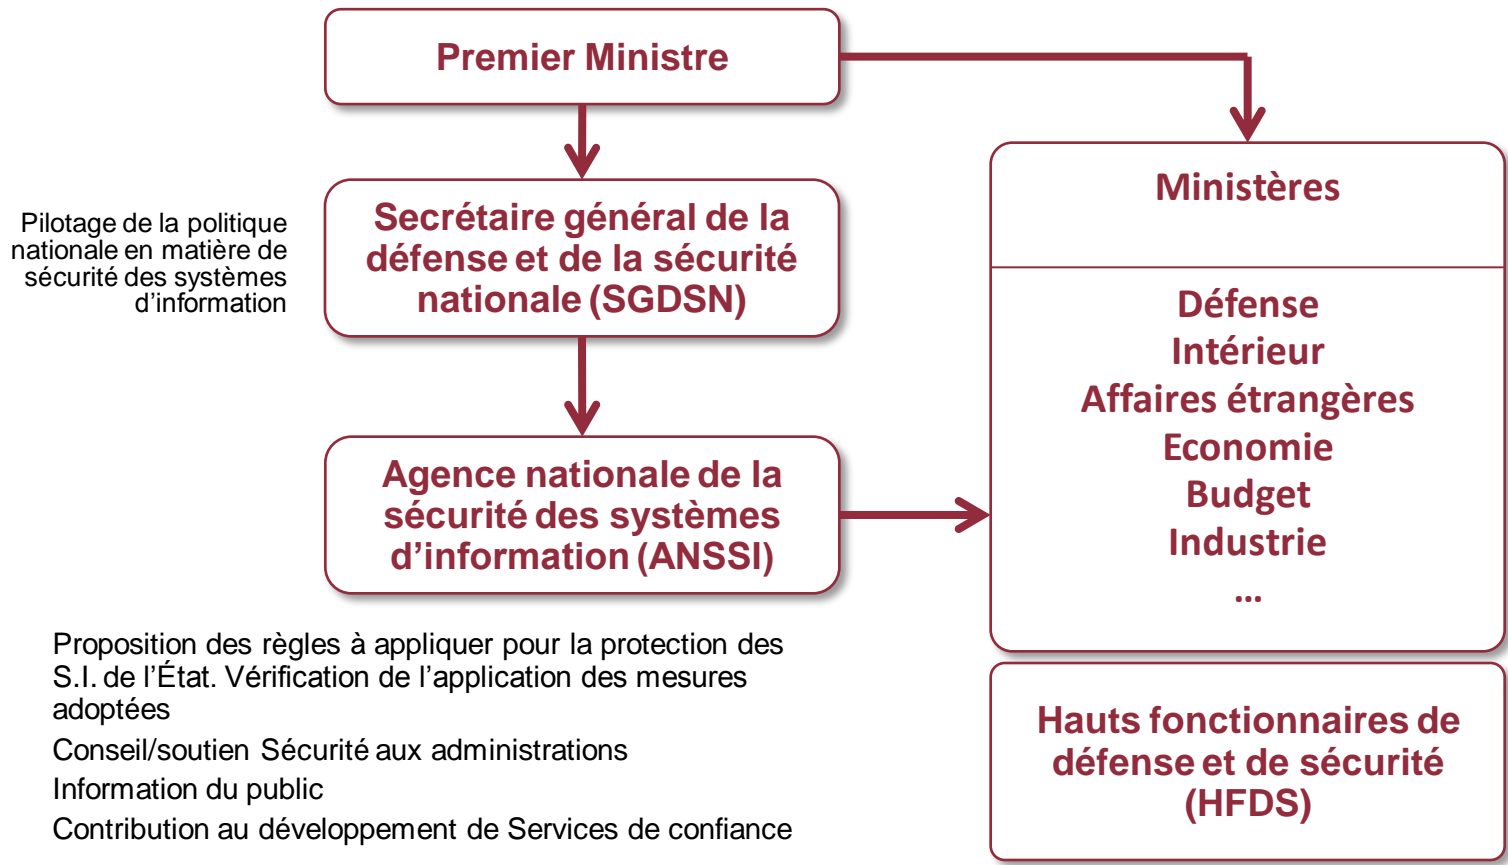 Premier Ministre
Pilotage de la politique
nationale en matière de
sécurité des systèmes
d’information
Secrétaire général de la
défense et de la sécurité
nationale (SGDSN)
Agence nationale de la
sécurité des systèmes
d’information (ANSSI)
Proposition des règles à appliquer pour la protection des
S.I. de l’État. Vérification de l’application des mesures
adoptées
Conseil/soutien Sécurité aux administrations
Information du public
Contribution au développement de Services de confiance
Ministères
Défense
Intérieur
Affaires étrangères
Economie
Budget
Industrie
…
Hauts fonctionnaires de
défense et de sécurité
(HFDS)